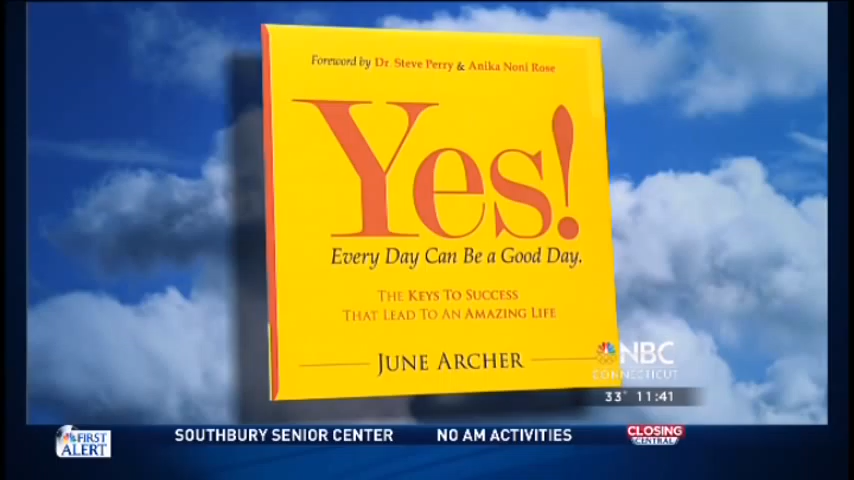 Foreword by Dr. Steve Perry & Anika Noni Rose
Yes!
Every Day Can Be a Good Day.
THE KEYS TO SUCCESS
THAT LEAD TO AN AMAZING LIFE
JUNE ARCHER
NBC
CONNECTICUT
33° 11:41
FIRST
ALERT
SOUTHBURY SENIOR CENTER NO AM ACTIVITIES
CLOSING
CENTRAL